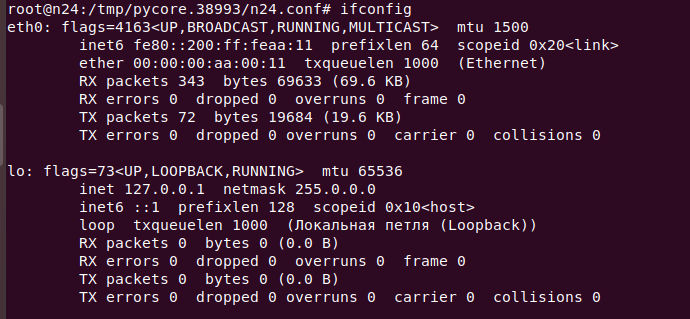 root@n24:/tmp/pycore.38993/n24.conf# ifconfig
eth0: flags=4163<UP,BROADCAST,RUNNING,MULTICAST>  mtu 1500
        inet6 fe80::200:ff:feaa:11  prefixlen 64  scopeid 0x20<link>
        ether 00:00:00:aa:00:11  txqueuelen 1000  (Ethernet)
        RX packets 343  bytes 69633 (69.6 KB)
        RX errors 0  dropped 0  overruns 0  frame 0
        TX packets 72  bytes 19684 (19.6 KB)
        TX errors 0  dropped 0 overruns 0  carrier 0  collisions 0

lo: flags=73<UP,LOOPBACK,RUNNING>  mtu 65536
        inet 127.0.0.1  netmask 255.0.0.0
        inet6 ::1  prefixlen 128  scopeid 0x10<host>
        loop  txqueuelen 1000  (Локальная петля (Loopback))
        RX packets 0  bytes 0 (0.0 B)
        RX errors 0  dropped 0  overruns 0  frame 0
        TX packets 0  bytes 0 (0.0 B)
        TX errors 0  dropped 0 overruns 0  carrier 0  collisions 0